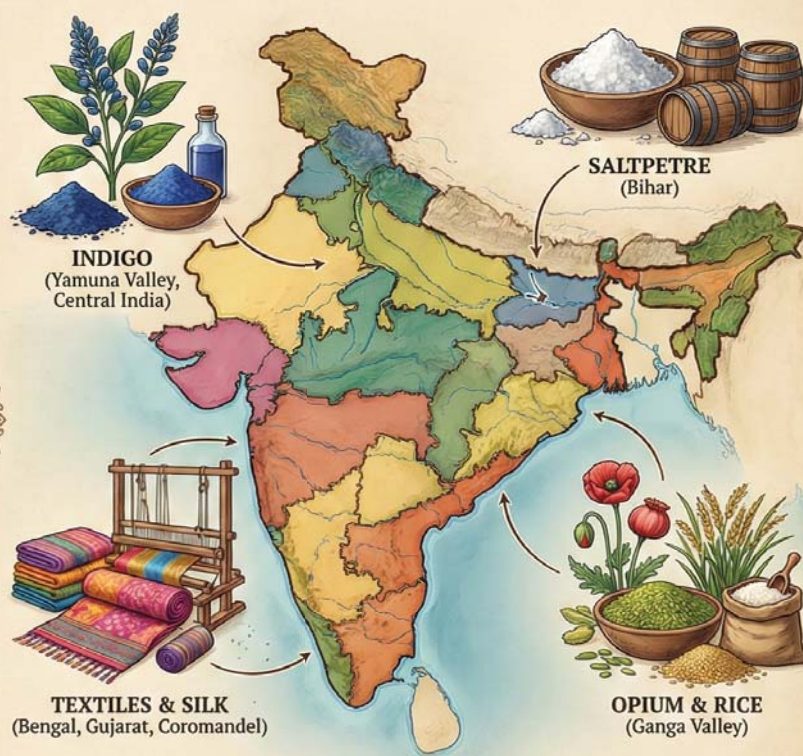 SALTPETRE
(Bihar)
INDIGO
(Yamuna Valley,
Central India)
TEXTILES & SILK
(Bengal, Gujarat, Coromandel)
OPIUM & RICE
(Ganga Valley)